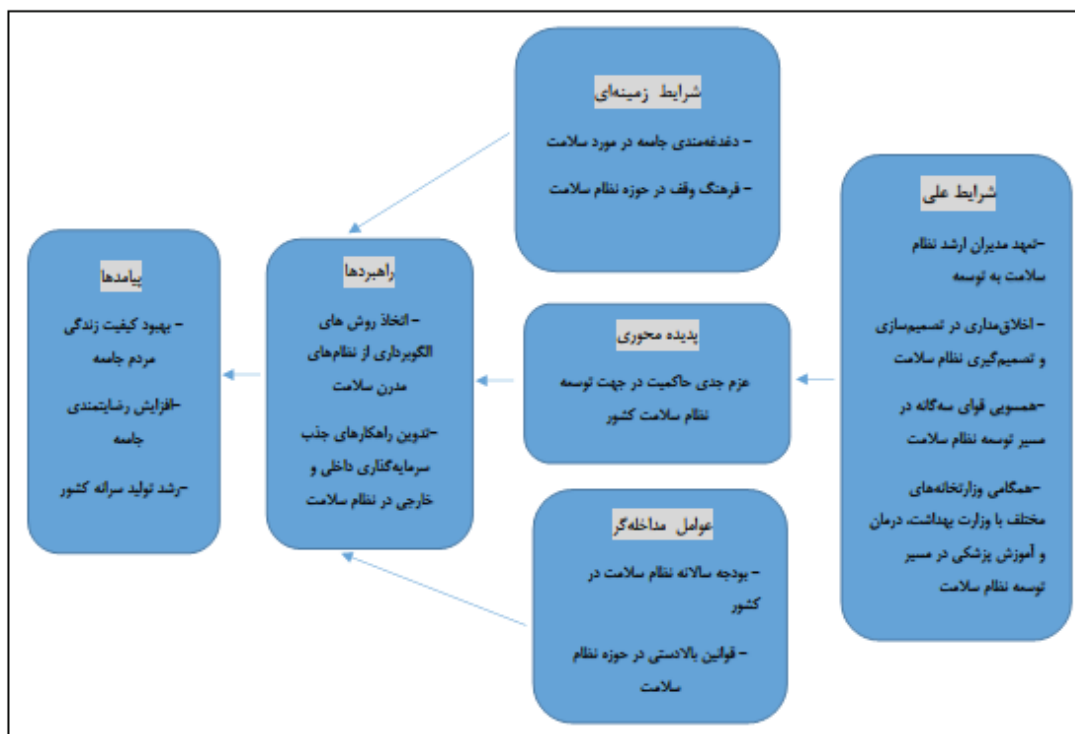 شرایط زمینه‌ای
- دغدغه‌مندی جامعه در مورد سلامت
- فرهنگ وقف در حوزه نظام سلامت
شرایط علی
-تعهد مدیران ارشد نظام
سلامت به توسعه
-اخلاق‌مداری در تصمیم‌سازی
و تصمیم‌گیری نظام سلامت
-همسویی قوای سه‌گانه در
مسیر توسعه نظام سلامت
-همگامی وزارتخانه‌های
مختلف با وزارت بهداشت، درمان
و آموزش پزشکی در مسیر
توسعه نظام سلامت
پدیده محوری
عزم جدی حاکمیت در جهت توسعه
نظام سلامت کشور
عوامل مداخله‌گر
- بودجه سالانه نظام سلامت در
کشور
- قوانین بالادستی در حوزه نظام
سلامت
راهبردها
-اتخاذ روش های
الگوبرداری از نظام‌های
مدرن سلامت
-تدوین راهکارهای جذب
سرمایه‌گذاری داخلی و
خارجی در نظام سلامت
پیامدها
- بهبود کیفیت زندگی
مردم جامعه
-افزایش رضایتمندی
جامعه
-رشد تولید سرانه کشور